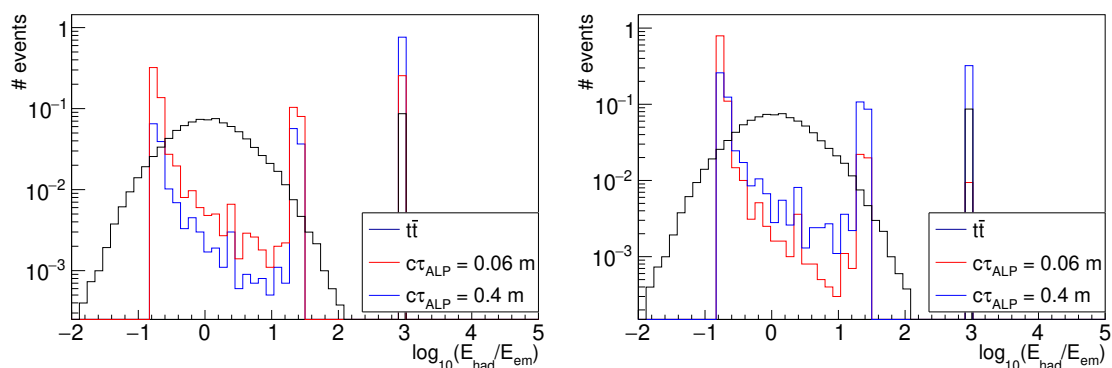 # events
1
10⁻¹
10⁻²
10⁻³
tt̄
cτ_ALP = 0.06 m
cτ_ALP = 0.4 m
−2 −1 0 1 2 3 4 5
log₁₀(E_had/E_em)
# events
1
10⁻¹
10⁻²
10⁻³
tt̄
cτ_ALP = 0.06 m
cτ_ALP = 0.4 m
−2 −1 0 1 2 3 4 5
log₁₀(E_had/E_em)